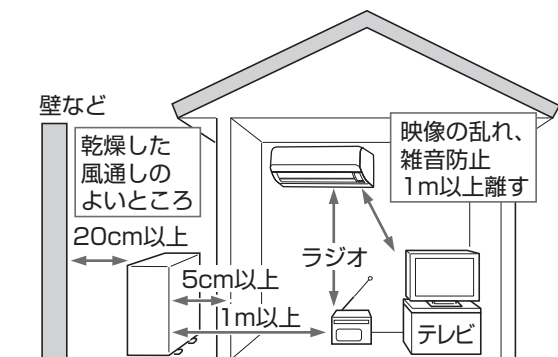 壁など
乾燥した
風通しの
よいところ
20cm以上
5cm以上
1m以上
映像の乱れ、
雑音防止
1m以上離す
ラジオ
テレビ